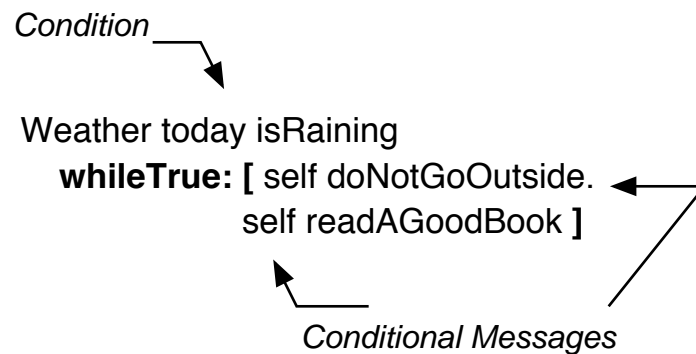 Condition
Weather today isRaining
whileTrue: [ self doNotGoOutside.
self readAGoodBook ]
Conditional Messages